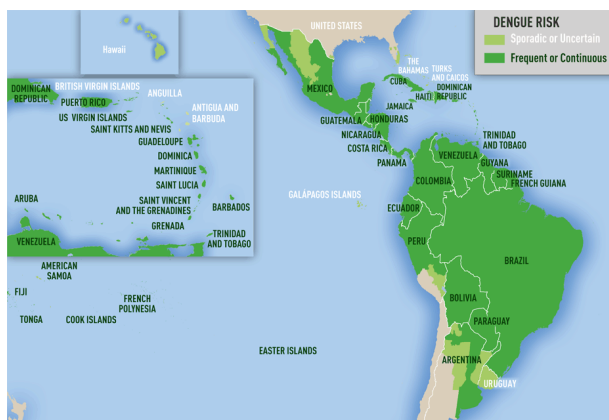 UNITED STATES
DENGUE RISK
Sporadic or Uncertain
Frequent or Continuous
Hawaii
THE
BAHAMAS
TURKS
AND CAICOS
CUBA
DOMINICAN
REPUBLIC
HAITI
JAMAICA
MEXICO
GUATEMALA
HONDURAS
NICARAGUA
COSTA RICA
PANAMA
TRINIDAD
AND TOBAGO
VENEZUELA
GUYANA
SURINAME
FRENCH GUIANA
COLOMBIA
GALÁPAGOS ISLANDS
ECUADOR
PERU
BRAZIL
BOLIVIA
PARAGUAY
ARGENTINA
URUGUAY
EASTER ISLANDS
DOMINICAN
REPUBLIC
BRITISH VIRGIN ISLANDS
PUERTO RICO
ANGUILLA
US VIRGIN ISLANDS
ANTIGUA AND
BARBUDA
SAINT KITTS AND NEVIS
GUADELOUPE
DOMINICA
MARTINIQUE
SAINT LUCIA
SAINT VINCENT
AND THE GRENADINES
BARBADOS
ARUBA
GRENADA
TRINIDAD
AND TOBAGO
VENEZUELA
AMERICAN
SAMOA
FIJI
TONGA
COOK ISLANDS
FRENCH
POLYNESIA